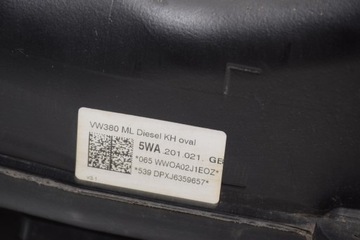 VW380 ML Diesel KH oval
5WA.201.021. GE
*065 WWOA02J1EOZ*
*539 DPXJ6359657*